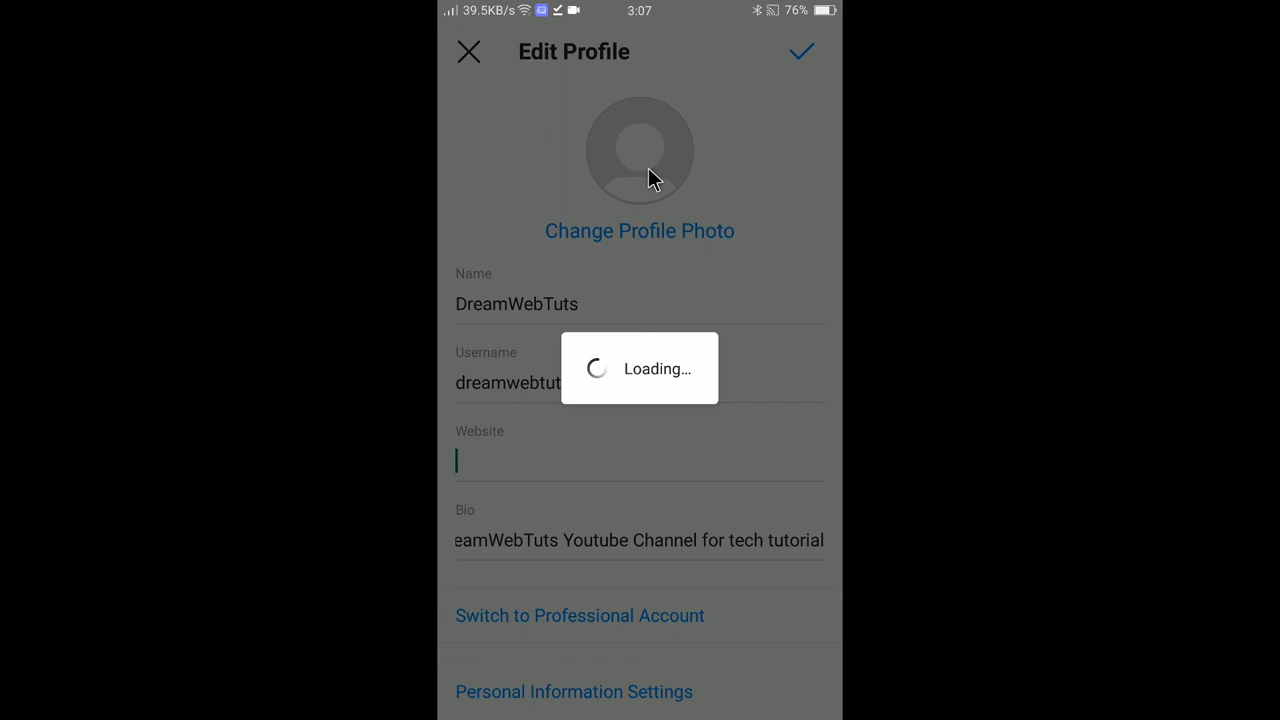 39.5KB/s 3:07 76%
Edit Profile
Change Profile Photo
Name
DreamWebTuts
Username
dreamwebtut
Loading...
Website
Bio
eamWebTuts Youtube Channel for tech tutorial
Switch to Professional Account
Personal Information Settings